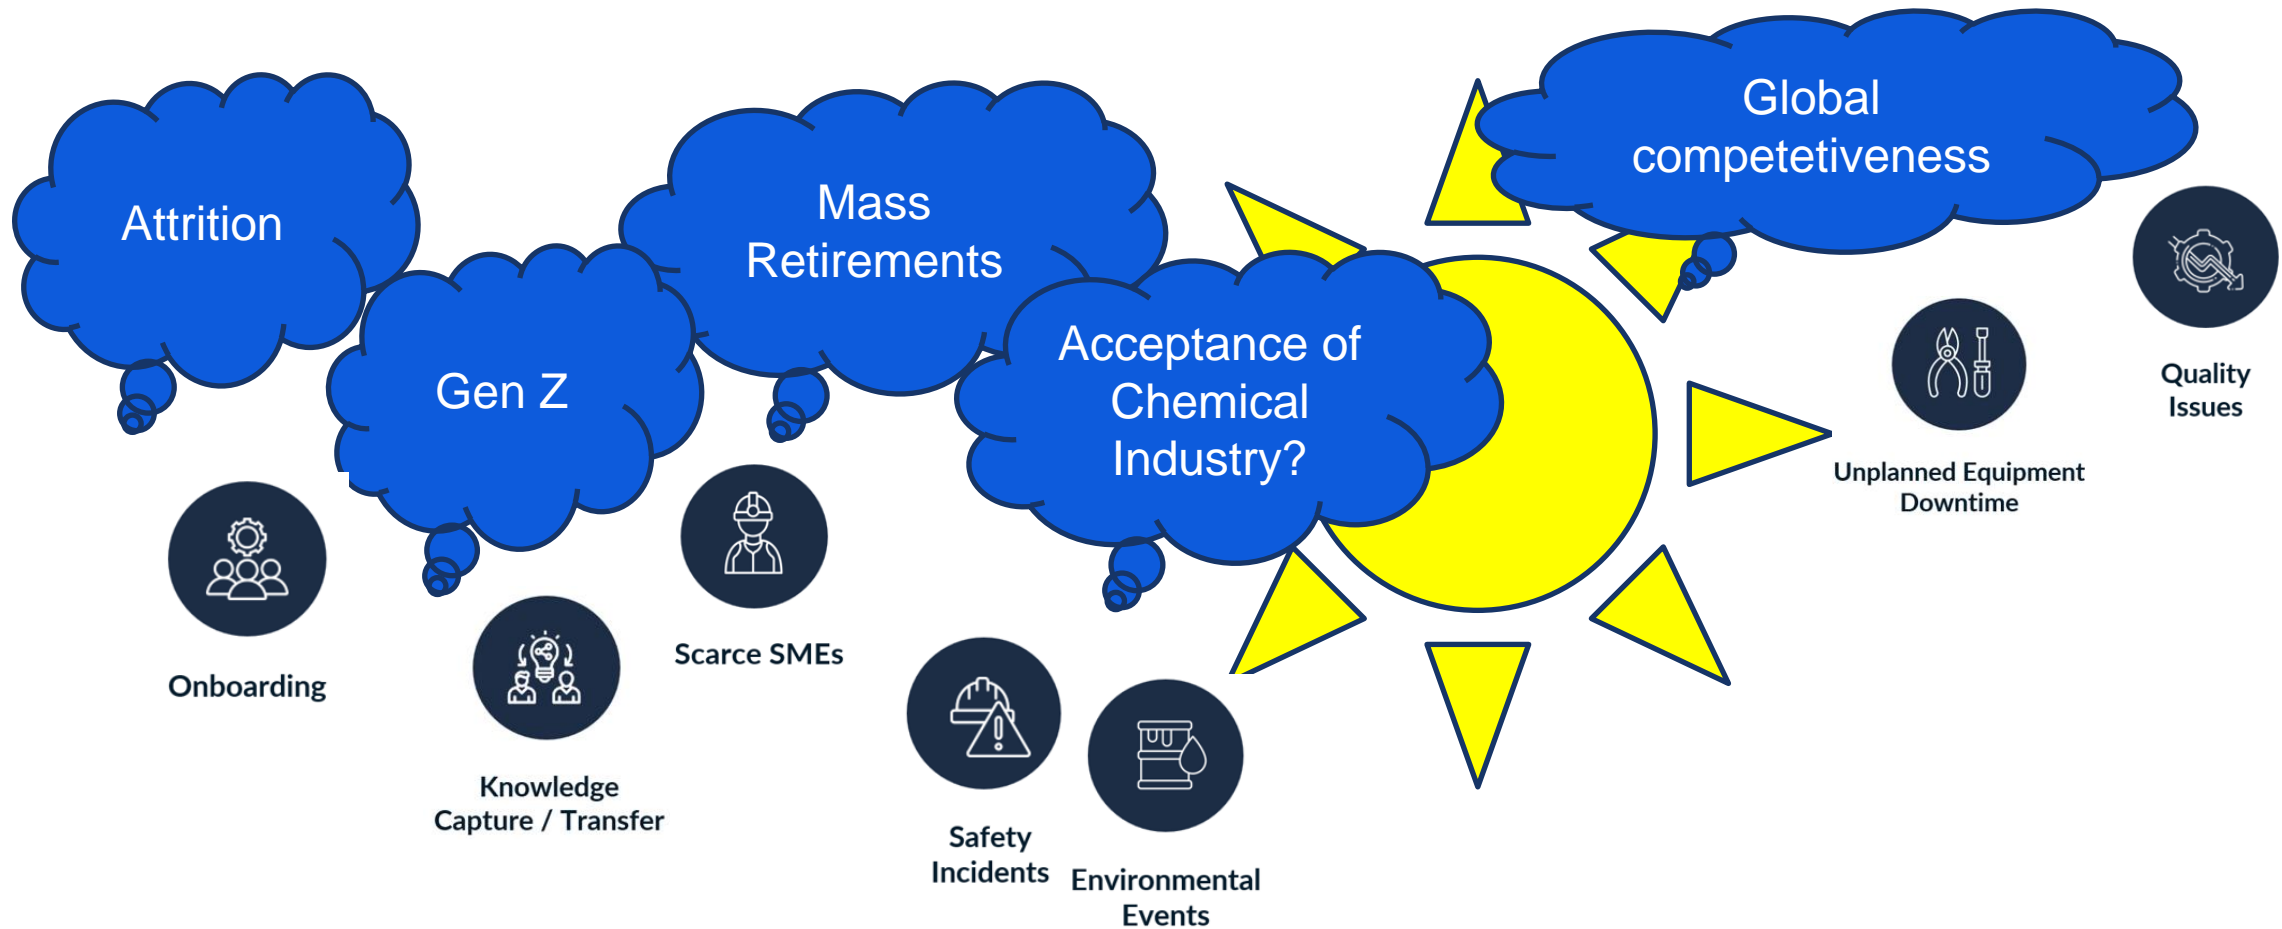 Attrition
Gen Z
Mass
Retirements
Acceptance of
Chemical
Industry?
Global
competetiveness
Onboarding
Knowledge
Capture / Transfer
Scarce SMEs
Safety
Incidents
Environmental
Events
Unplanned Equipment
Downtime
Quality
Issues